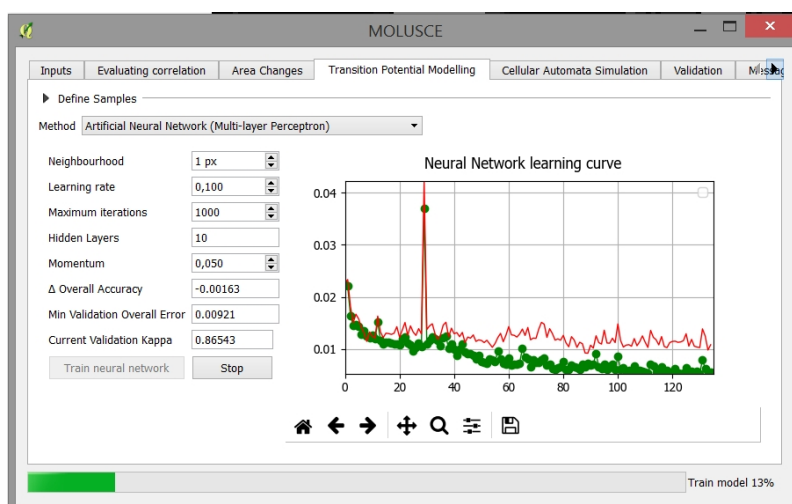 MOLUSCE
Inputs Evaluating correlation Area Changes Transition Potential Modelling Cellular Automata Simulation Validation
Define Samples
Method Artificial Neural Network (Multi-layer Perceptron)
Neighbourhood 1 px
Learning rate 0,100
Maximum iterations 1000
Hidden Layers 10
Momentum 0,050
Δ Overall Accuracy -0.00163
Min Validation Overall Error 0.00921
Current Validation Kappa 0.86543
Train neural network Stop
Neural Network learning curve
0.04
0.03
0.02
0.01
0 20 40 60 80 100 120
Train model 13%